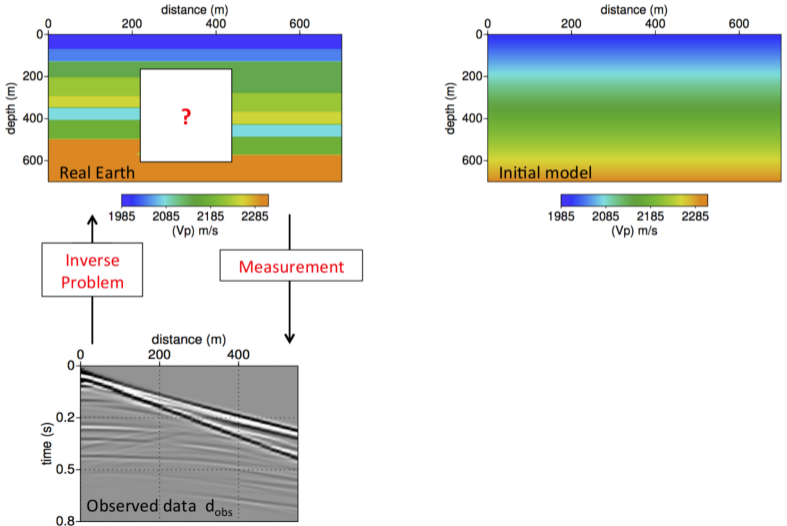 distance (m)
0 200 400 600
0
200
400
600
depth (m)
?
Real Earth
1985 2085 2185 2285
(Vp) m/s
distance (m)
0 200 400 600
0
200
400
600
depth (m)
Initial model
1985 2085 2185 2285
(Vp) m/s
Inverse
Problem
Measurement
distance (m)
0 200 400
0
0.2
0.5
0.8
time (s)
Observed data dobs